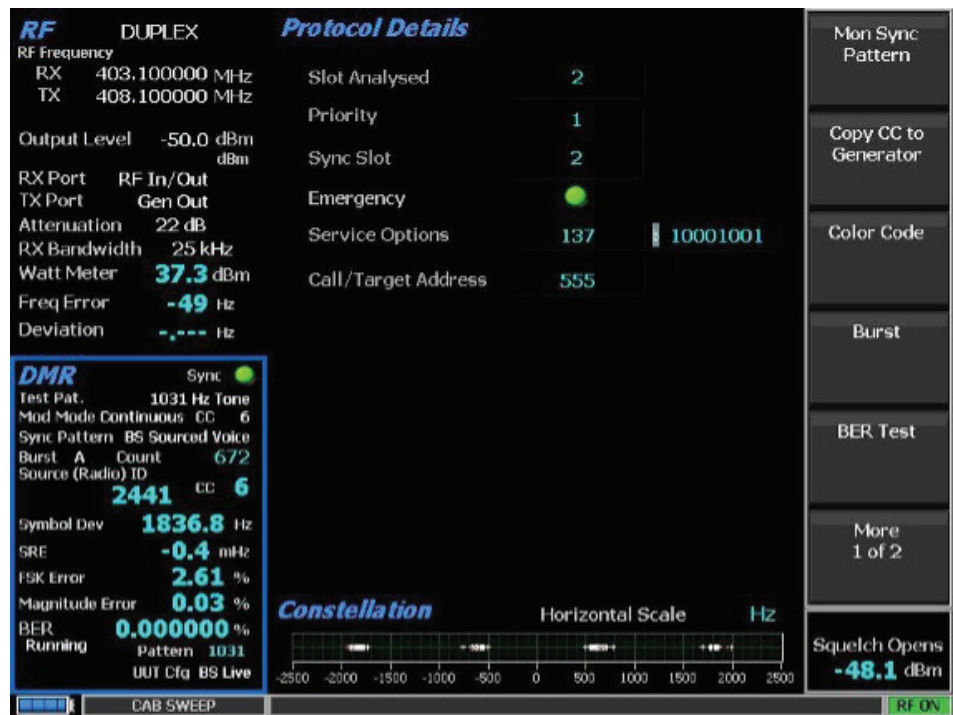 RF DUPLEX
RF Frequency
RX 403.100000 MHz
TX 408.100000 MHz
Output Level -50.0 dBm
dBm
RX Port RF In/Out
TX Port Gen Out
Attenuation 22 dB
RX Bandwidth 25 kHz
Watt Meter 37.3 dBm
Freq Error -49 Hz
Deviation -.--- Hz
DMR Sync
Test Pat. 1031 Hz Tone
Mod Mode Continuous CC 6
Sync Pattern BS Sourced Voice
Burst A Count 672
Source (Radio) ID
2441 CC 6
Symbol Dev 1836.8 Hz
SRE -0.4 mHz
FSK Error 2.61 %
Magnitude Error 0.03 %
BER 0.000000 %
Running Pattern 1031
UUT Cfg BS Live
Protocol Details
Slot Analysed 2
Priority 1
Sync Slot 2
Emergency
Service Options 137 10001001
Call/Target Address 555
Constellation Horizontal Scale Hz
-2500 -2000 -1500 -1000 -500 0 500 1000 1500 2000 2500
Mon Sync
Pattern
Copy CC to
Generator
Color Code
Burst
BER Test
More
1 of 2
Squelch Opens
-48.1 dBm
CAB SWEEP
RF ON